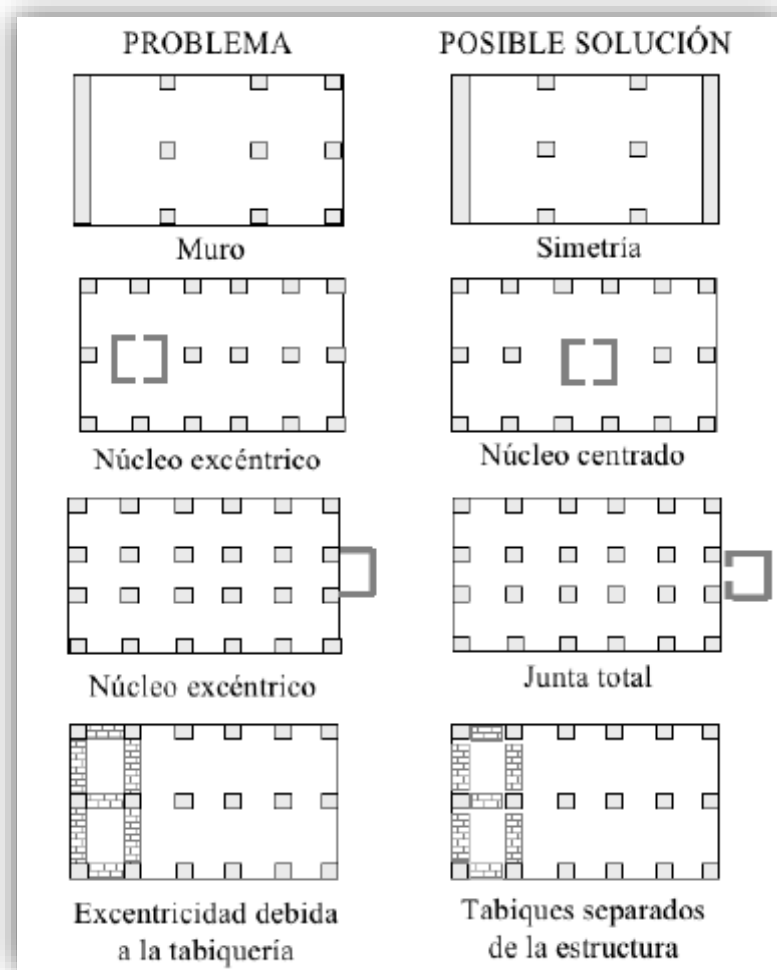 PROBLEMA
POSIBLE SOLUCIÓN
Muro
Simetría
Núcleo excéntrico
Núcleo centrado
Núcleo excéntrico
Junta total
Excentricidad debida
a la tabiquería
Tabiques separados
de la estructura